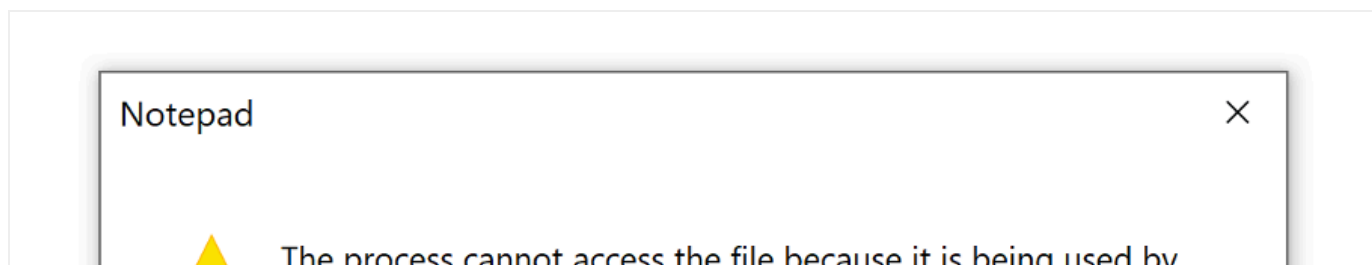 Notepad
The process cannot access the file because it is being used by